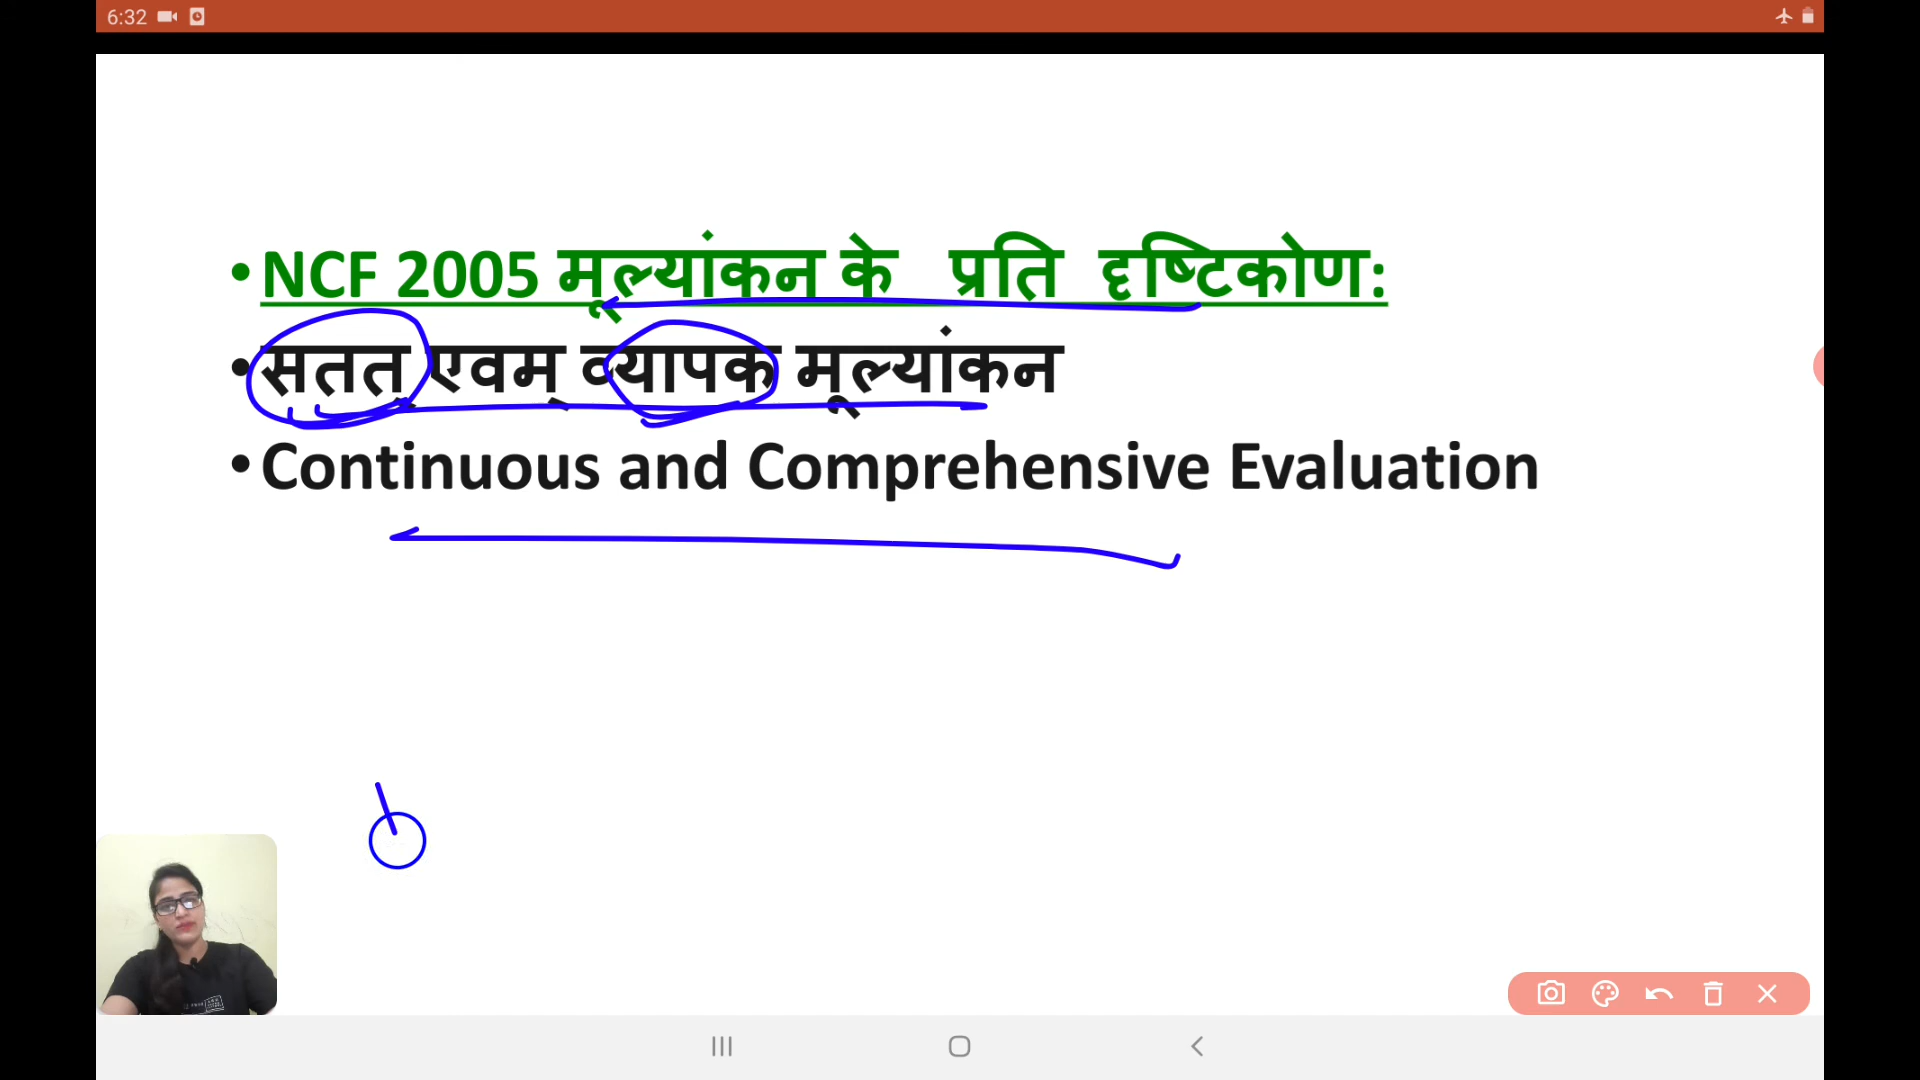 6:32
• NCF 2005 मूल्यांकन के प्रति दृष्टिकोण:
• सतत् एवम् व्यापक मूल्यांकन
• Continuous and Comprehensive Evaluation